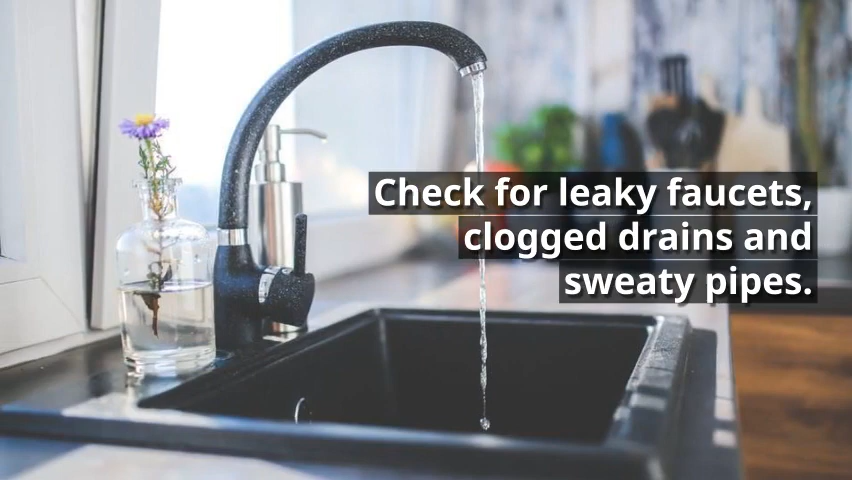 Check for leaky faucets,
clogged drains and
sweaty pipes.